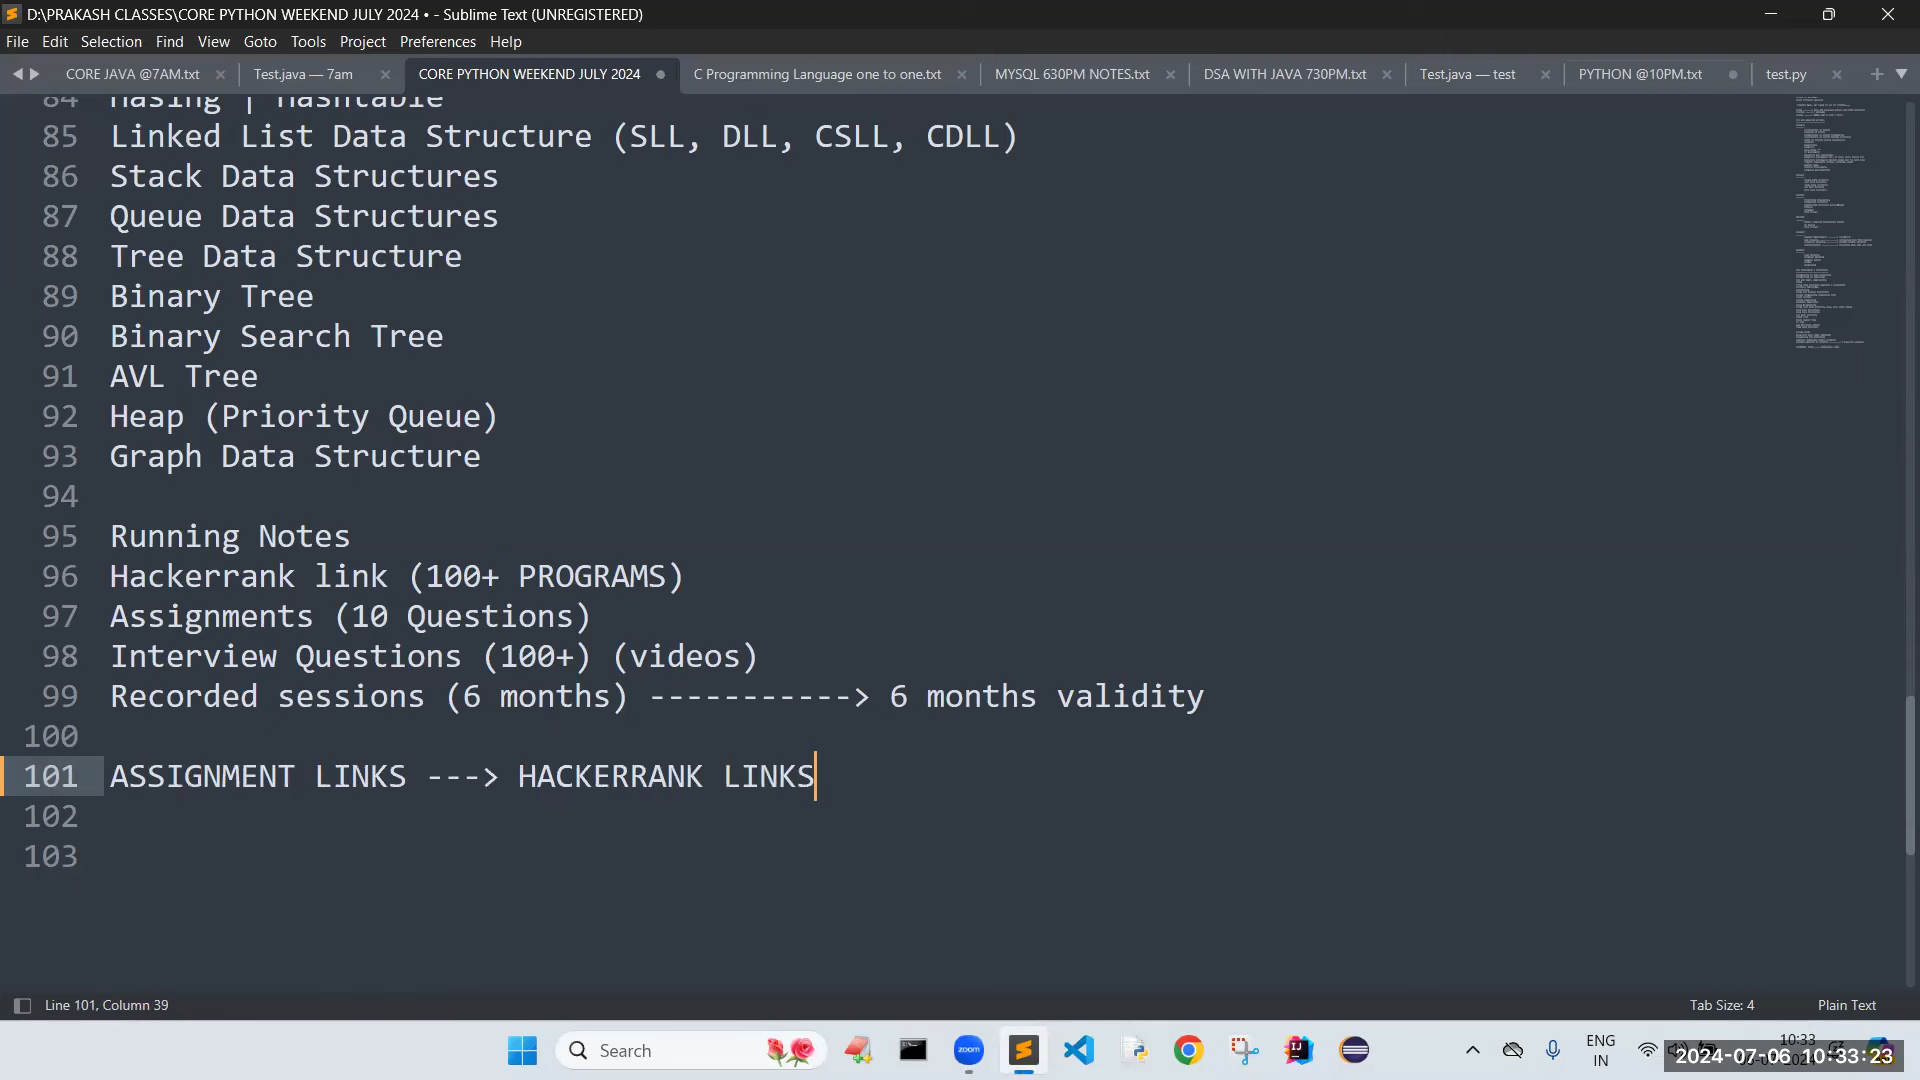 D:\PRAKASH CLASSES\CORE PYTHON WEEKEND JULY 2024 • - Sublime Text (UNREGISTERED)
File Edit Selection Find View Goto Tools Project Preferences Help
CORE JAVA @7AM.txt Test.java — 7am CORE PYTHON WEEKEND JULY 2024 C Programming Language one to one.txt MYSQL 630PM NOTES.txt DSA WITH JAVA 730PM.txt Test.java — test PYTHON @10PM.txt test.py
84 Hasing | Hashtable
85 Linked List Data Structure (SLL, DLL, CSLL, CDLL)
86 Stack Data Structures
87 Queue Data Structures
88 Tree Data Structure
89 Binary Tree
90 Binary Search Tree
91 AVL Tree
92 Heap (Priority Queue)
93 Graph Data Structure
94
95 Running Notes
96 Hackerrank link (100+ PROGRAMS)
97 Assignments (10 Questions)
98 Interview Questions (100+) (videos)
99 Recorded sessions (6 months) -----------> 6 months validity
100
101 ASSIGNMENT LINKS ---> HACKERRANK LINKS
102
103
Line 101, Column 39 Tab Size: 4 Plain Text
Search zoom ENG IN 10:33
2024-07-06 10:33:23